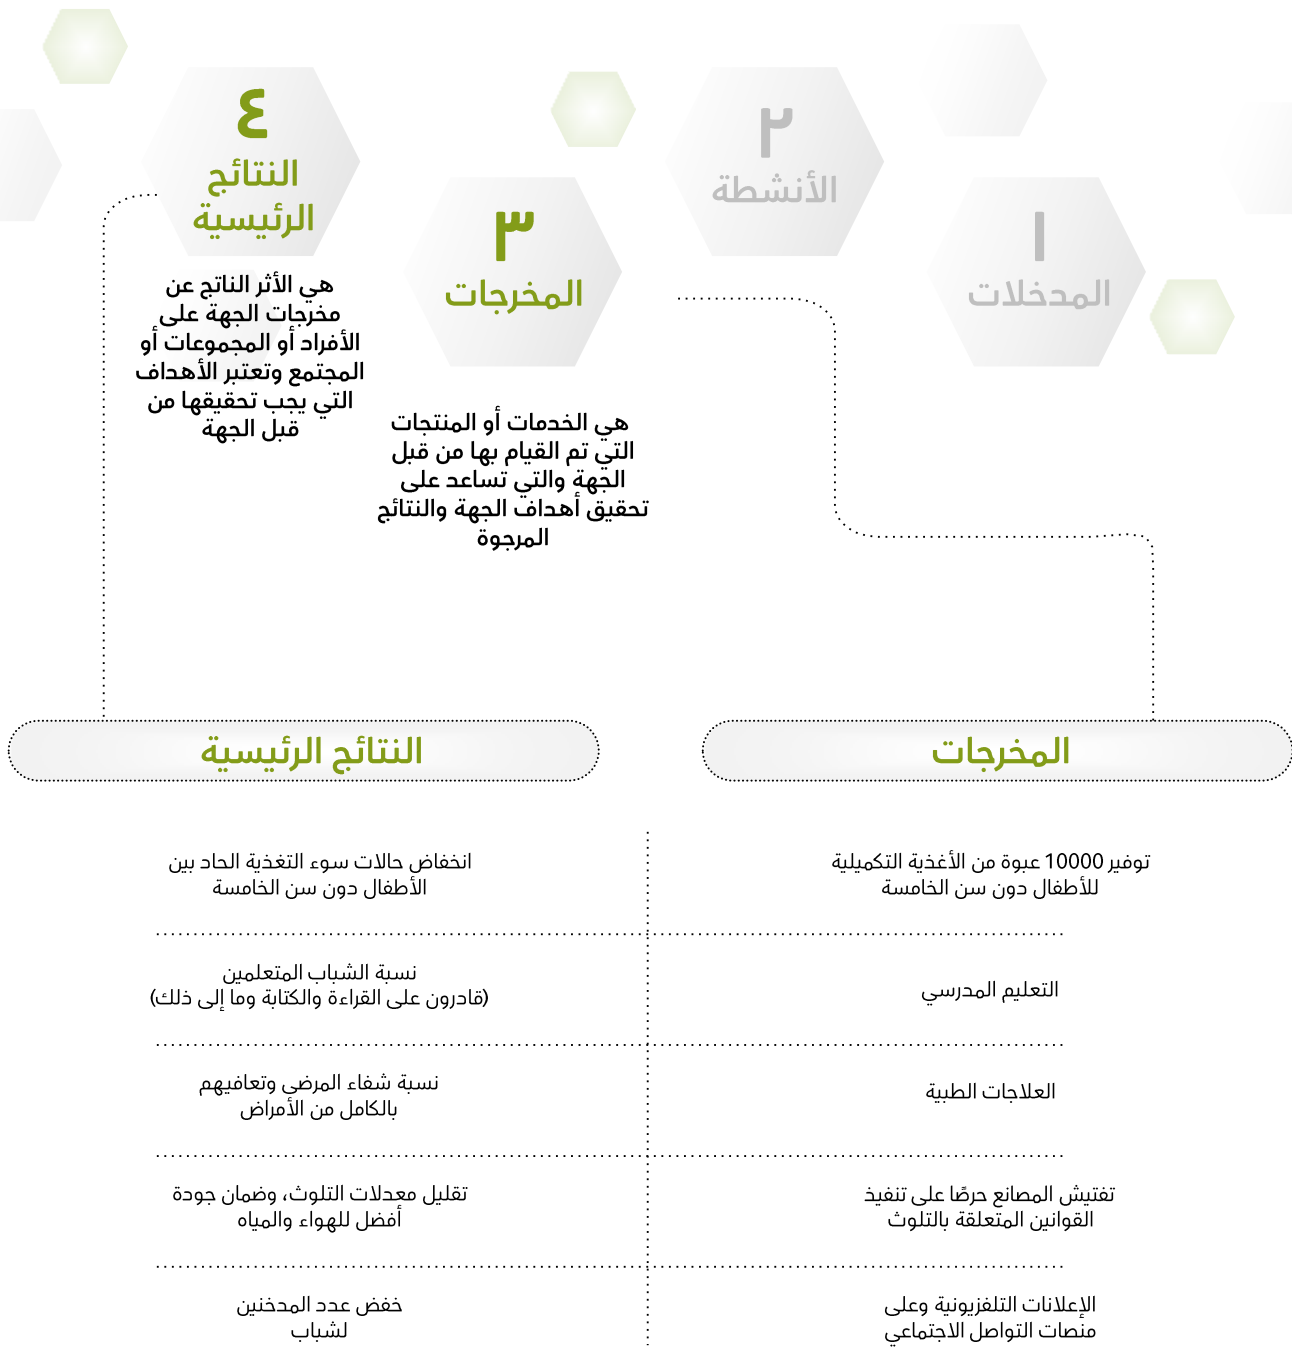 ١
المدخلات
٢
الأنشطة
٣
المخرجات
هي الخدمات أو المنتجات
التي تم القيام بها من قبل
الجهة والتي تساعد على
تحقيق أهداف الجهة والنتائج
المرجوة
٤
النتائج
الرئيسية
هي الأثر الناتج عن
مخرجات الجهة على
الأفراد أو المجموعات أو
المجتمع وتعتبر الأهداف
التي يجب تحقيقها من
قبل الجهة
المخرجات
النتائج الرئيسية
توفير 10000 عبوة من الأغذية التكميلية
للأطفال دون سن الخامسة
انخفاض حالات سوء التغذية الحاد بين
الأطفال دون سن الخامسة
التعليم المدرسي
نسبة الشباب المتعلمين
(قادرون على القراءة والكتابة وما إلى ذلك)
العلاجات الطبية
نسبة شفاء المرضى وتعافيهم
بالكامل من الأمراض
تفتيش المصانع حرصًا على تنفيذ
القوانين المتعلقة بالتلوث
تقليل معدلات التلوث، وضمان جودة
أفضل للهواء والمياه
الإعلانات التلفزيونية وعلى
منصات التواصل الاجتماعي
خفض عدد المدخنين
لشباب